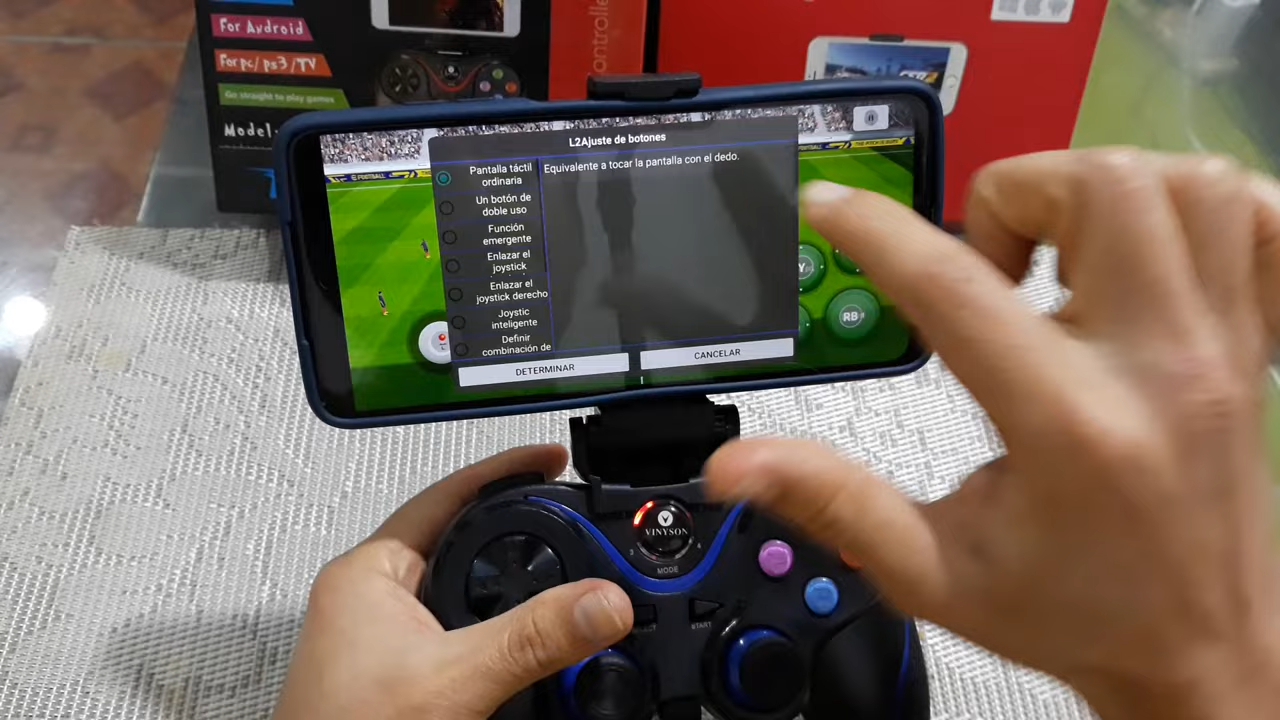 For Android
For pc/ps3/TV
Go straight to play games
Model
ontrolle
L2Ajuste de botones
Pantalla táctil
ordinaria
Un botón de
doble uso
Función
emergente
Enlazar el
joystick
Enlazar el
joystick derecho
Joystic
inteligente
Definir
combinación de
Equivalente a tocar la pantalla con el dedo.
DETERMINAR
CANCELAR
Y
RB
VINYSON
MODE
START